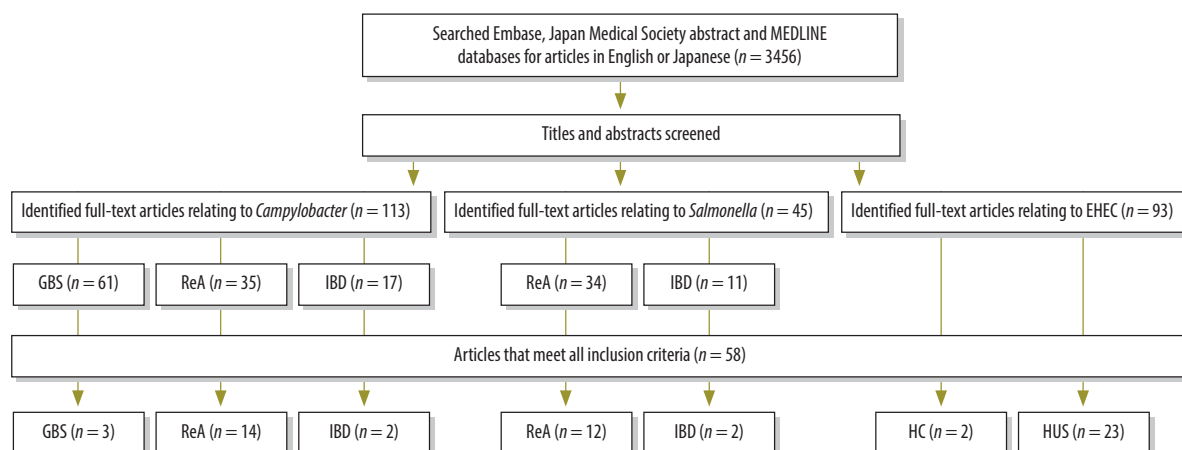 Searched Embase, Japan Medical Society abstract and MEDLINE
databases for articles in English or Japanese (n = 3456)
Titles and abstracts screened
Identified full-text articles relating to Campylobacter (n = 113)
Identified full-text articles relating to Salmonella (n = 45)
Identified full-text articles relating to EHEC (n = 93)
GBS (n = 61)
ReA (n = 35)
IBD (n = 17)
ReA (n = 34)
IBD (n = 11)
Articles that meet all inclusion criteria (n = 58)
GBS (n = 3)
ReA (n = 14)
IBD (n = 2)
ReA (n = 12)
IBD (n = 2)
HC (n = 2)
HUS (n = 23)